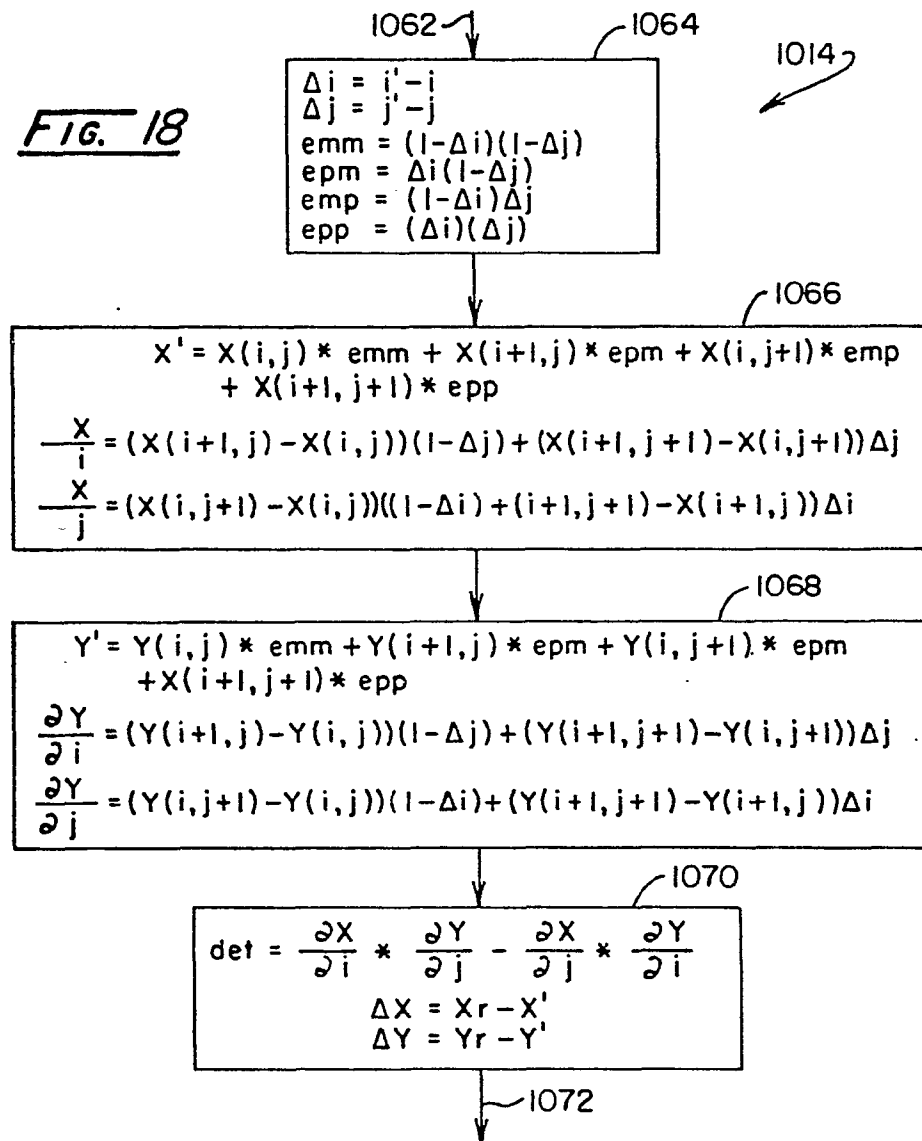 1062
1064
1014
FIG. 18
Δi = i'-i
Δj = j'-j
emm = (1-Δi)(1-Δj)
epm = Δi(1-Δj)
emp = (1-Δi)Δj
epp = (Δi)(Δj)
1066
X' = X(i,j) * emm + X(i+1,j) * epm + X(i,j+1) * emp
+ X(i+1, j+1) * epp
X/i = (X(i+1,j)-X(i,j))(1-Δj)+(X(i+1,j+1)-X(i,j+1))Δj
X/j = (X(i,j+1)-X(i,j))((1-Δi)+(i+1,j+1)-X(i+1,j))Δi
1068
Y' = Y(i,j) * emm +Y(i+1,j) * epm + Y(i,j+1) * epm
+X(i+1,j+1)* epp
∂Y/∂i = (Y(i+1,j)-Y(i,j))(1-Δj)+(Y(i+1,j+1)-Y(i,j+1))Δj
∂Y/∂j = (Y(i,j+1)-Y(i,j))(1-Δi)+(Y(i+1,j+1)-Y(i+1,j))Δi
1070
det = ∂X/∂i * ∂Y/∂j - ∂X/∂j * ∂Y/∂i
ΔX = Xr-X'
ΔY = Yr-Y'
1072